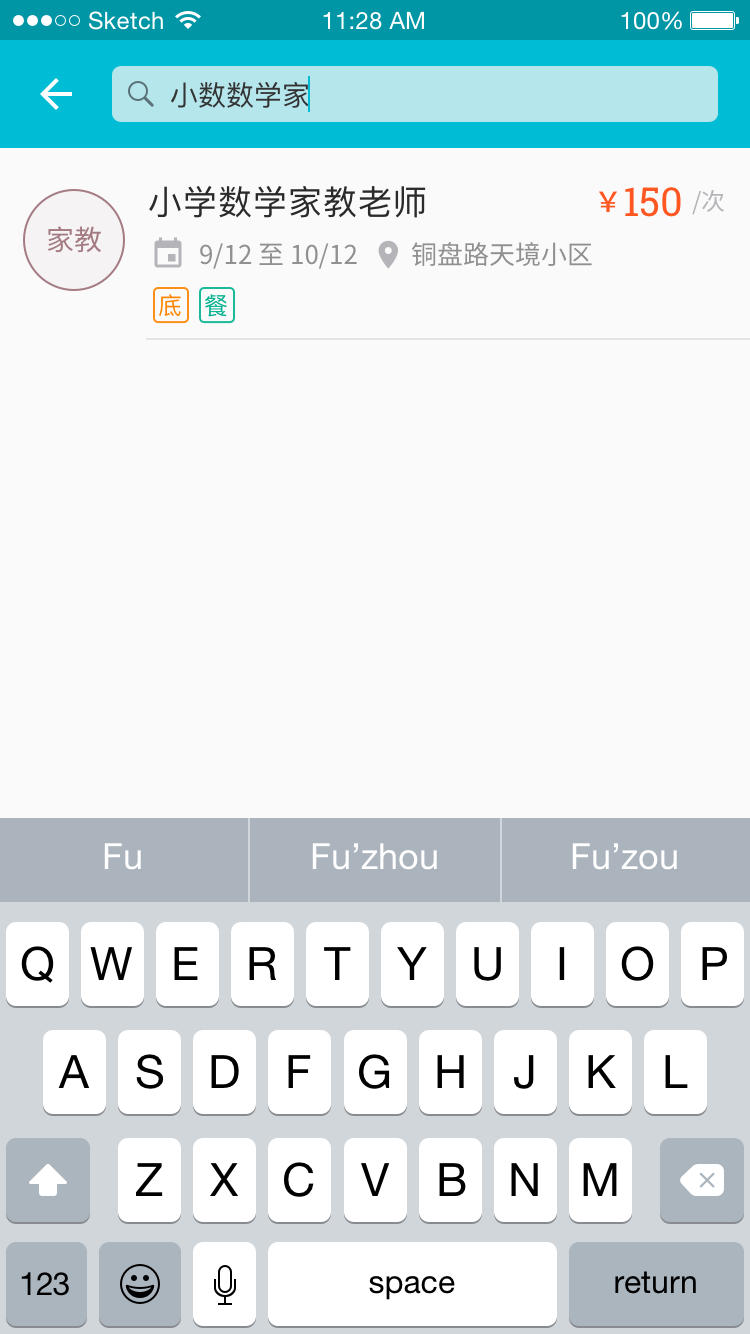 Sketch 11:28 AM 100%
小数数学家
家教
小学数学家教老师 ¥150 /次
9/12 至 10/12 铜盘路天境小区
底 餐
Fu Fu’zhou Fu’zou
Q W E R T Y U I O P
A S D F G H J K L
Z X C V B N M
123 space return